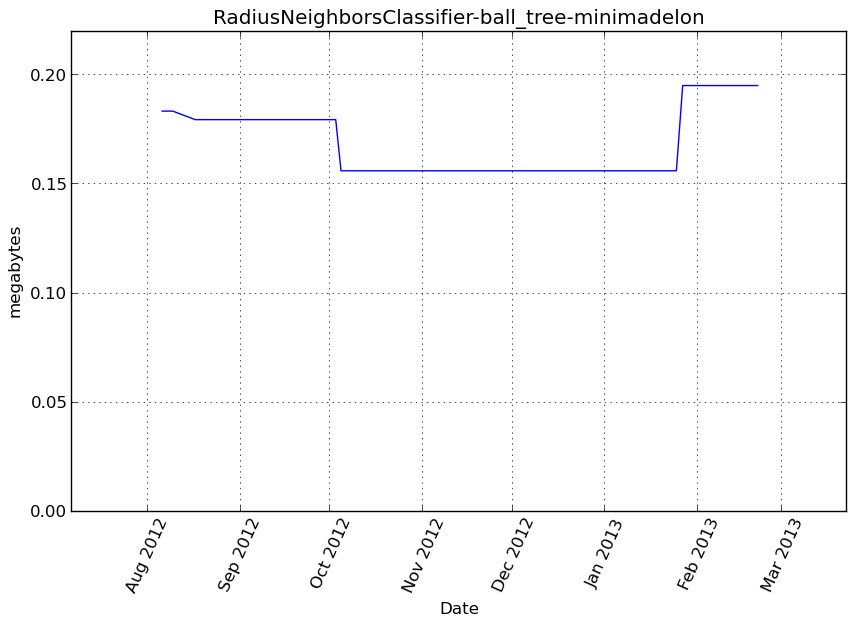 RadiusNeighborsClassifier-ball_tree-minimadelon
0.20
0.15
0.10
0.05
0.00
megabytes
Aug 2012
Sep 2012
Oct 2012
Nov 2012
Dec 2012
Jan 2013
Feb 2013
Mar 2013
Date